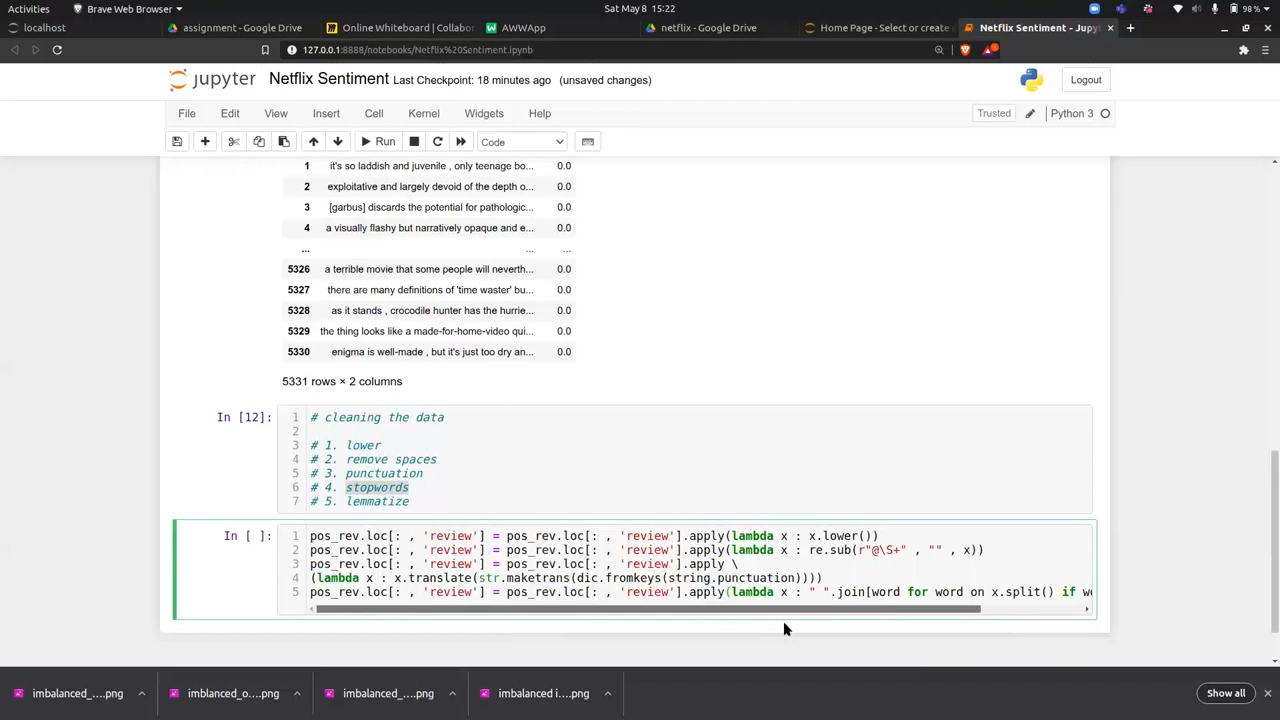 Activities
Brave Web Browser
Sat May 8 15:22
98 %
localhost
assignment - Google Drive
Online Whiteboard | Collabor
AWWApp
netflix - Google Drive
Home Page - Select or create
Netflix Sentiment - Jupyt
127.0.0.1:8888/notebooks/Netflix%20Sentiment.ipynb
jupyter Netflix Sentiment Last Checkpoint: 18 minutes ago (unsaved changes)
Logout
File Edit View Insert Cell Kernel Widgets Help
Trusted
Python 3
Run
Code
1 it's so laddish and juvenile , only teenage bo... 0.0
2 exploitative and largely devoid of the depth o... 0.0
3 [garbus] discards the potential for pathologic... 0.0
4 a visually flashy but narratively opaque and e... 0.0
... ... ...
5326 a terrible movie that some people will neverth... 0.0
5327 there are many definitions of 'time waster' bu... 0.0
5328 as it stands , crocodile hunter has the hurrie... 0.0
5329 the thing looks like a made-for-home-video qui... 0.0
5330 enigma is well-made , but it's just too dry an... 0.0
5331 rows × 2 columns
In [12]:
1 # cleaning the data
2
3 # 1. lower
4 # 2. remove spaces
5 # 3. punctuation
6 # 4. stopwords
7 # 5. lemmatize
In [ ]:
1 pos_rev.loc[: , 'review'] = pos_rev.loc[: , 'review'].apply(lambda x : x.lower())
2 pos_rev.loc[: , 'review'] = pos_rev.loc[: , 'review'].apply(lambda x : re.sub(r"@\S+" , "" , x))
3 pos_rev.loc[: , 'review'] = pos_rev.loc[: , 'review'].apply \
4 (lambda x : x.translate(str.maketrans(dic.fromkeys(string.punctuation))))
5 pos_rev.loc[: , 'review'] = pos_rev.loc[: , 'review'].apply(lambda x : " ".join[word for word on x.split() if wo
imbalanced_....png
imblanced_o....png
imbalanced_....png
imbalanced i....png
Show all